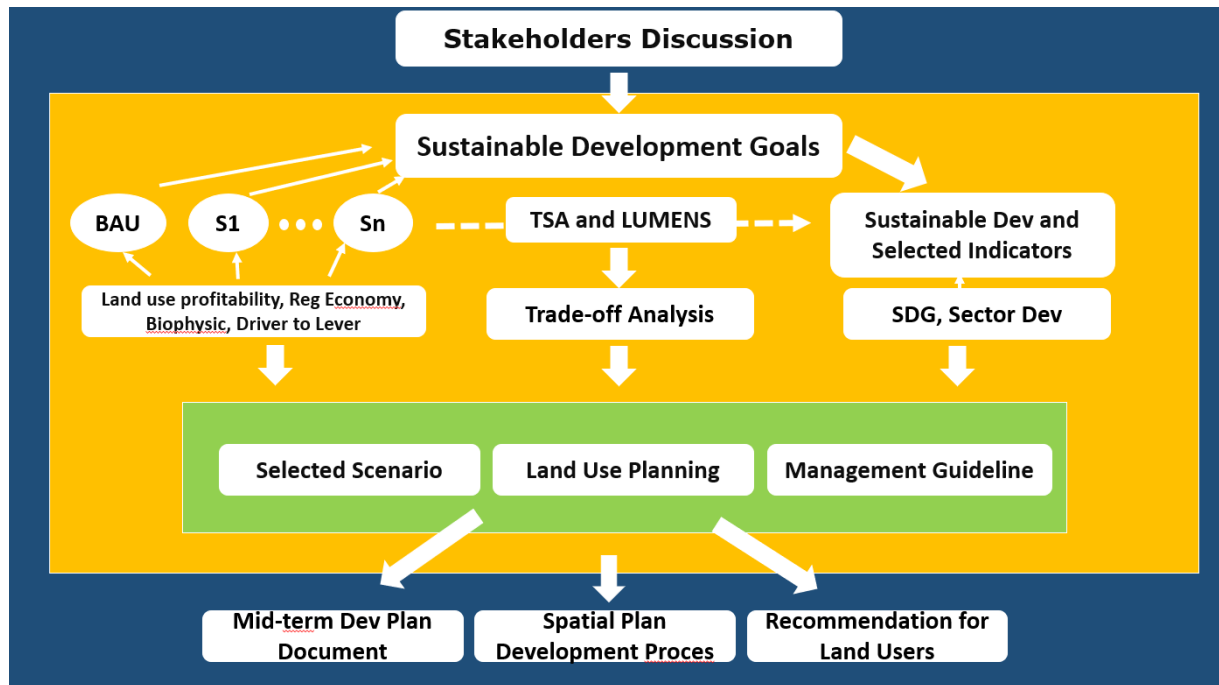 Stakeholders Discussion
Sustainable Development Goals
BAU
S1
Sn
TSA and LUMENS
Sustainable Dev and
Selected Indicators
Land use profitability, Reg Economy,
Biophysic, Driver to Lever
Trade-off Analysis
SDG, Sector Dev
Selected Scenario
Land Use Planning
Management Guideline
Mid-term Dev Plan
Document
Spatial Plan
Development Proces
Recommendation for
Land Users